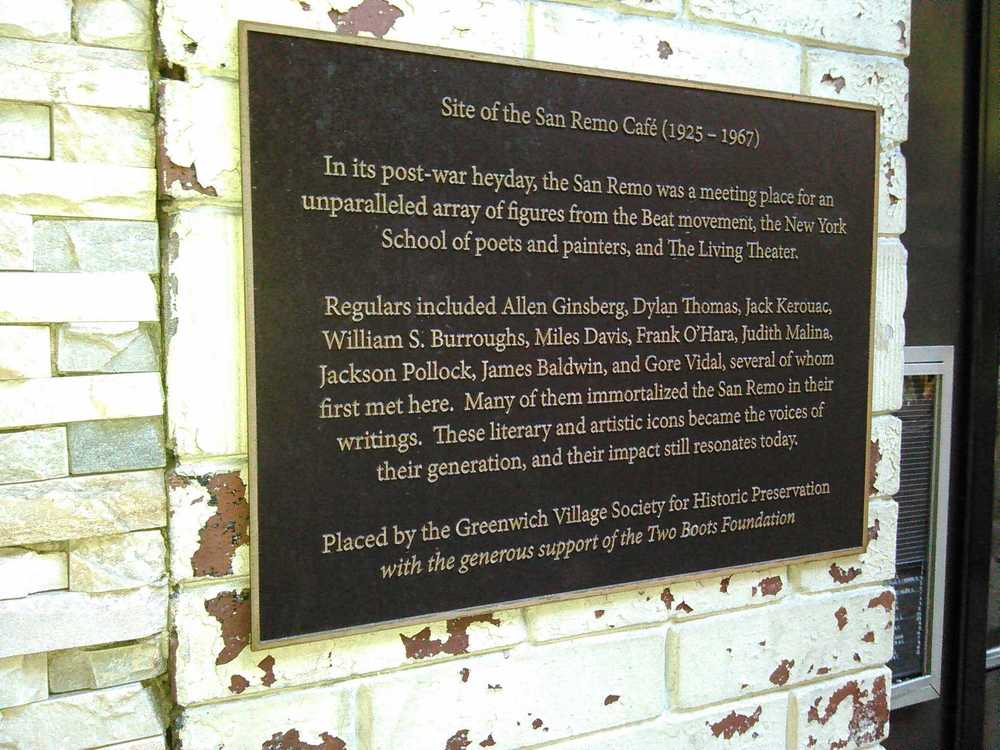 Site of the San Remo Café (1925 – 1967)
In its post-war heyday, the San Remo was a meeting place for an
unparalleled array of figures from the Beat movement, the New York
School of poets and painters, and The Living Theater.
Regulars included Allen Ginsberg, Dylan Thomas, Jack Kerouac,
William S. Burroughs, Miles Davis, Frank O'Hara, Judith Malina,
Jackson Pollock, James Baldwin, and Gore Vidal, several of whom
first met here. Many of them immortalized the San Remo in their
writings. These literary and artistic icons became the voices of
their generation, and their impact still resonates today.
Placed by the Greenwich Village Society for Historic Preservation
with the generous support of the Two Boots Foundation